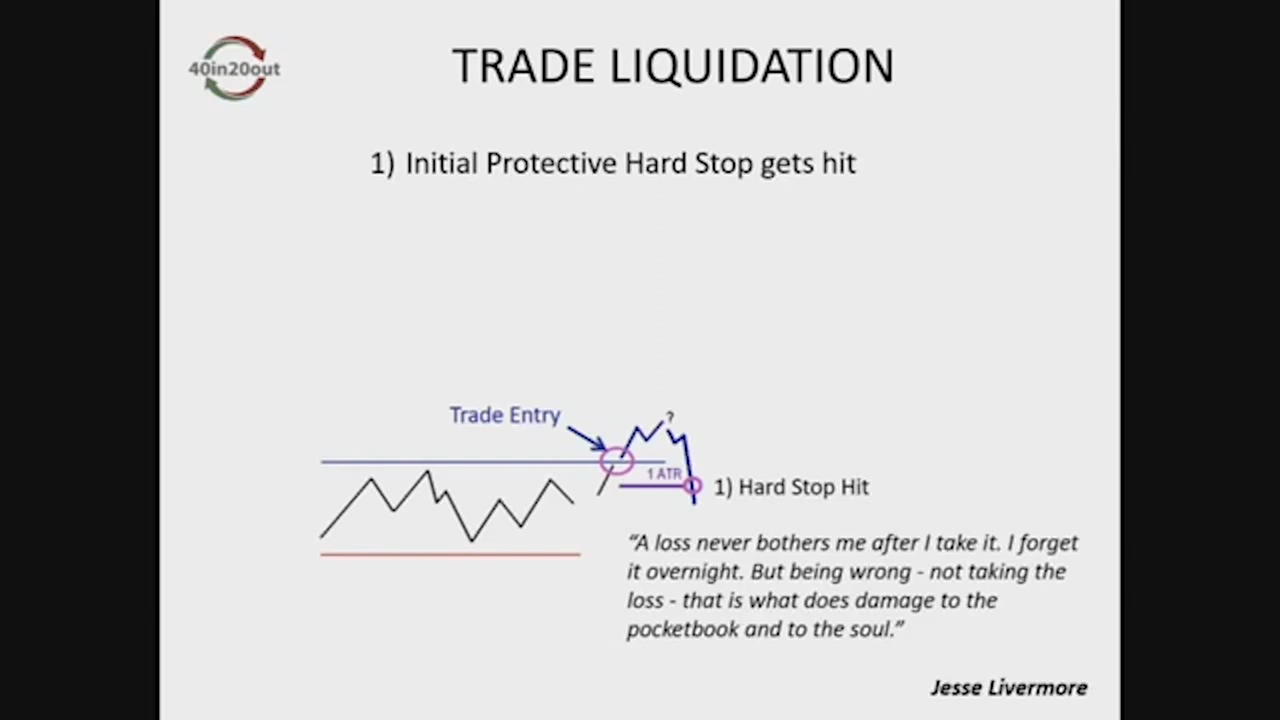 40in20out
TRADE LIQUIDATION
1) Initial Protective Hard Stop gets hit
Trade Entry
?
1 ATR
1) Hard Stop Hit
“A loss never bothers me after I take it. I forget
it overnight. But being wrong - not taking the
loss - that is what does damage to the
pocketbook and to the soul.”
Jesse Livermore